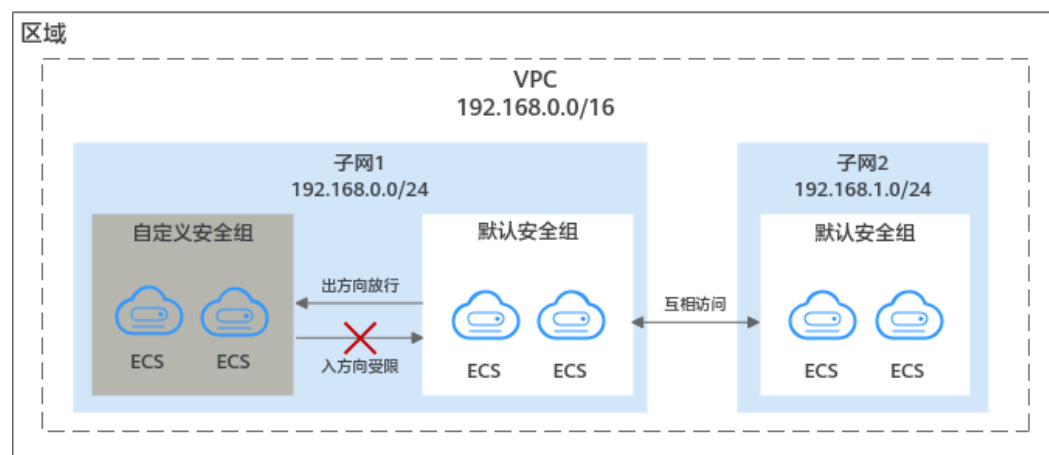 区域
VPC
192.168.0.0/16
子网1
192.168.0.0/24
子网2
192.168.1.0/24
自定义安全组
默认安全组
默认安全组
出方向放行
入方向受限
互相访问
ECS
ECS
ECS
ECS
ECS
ECS